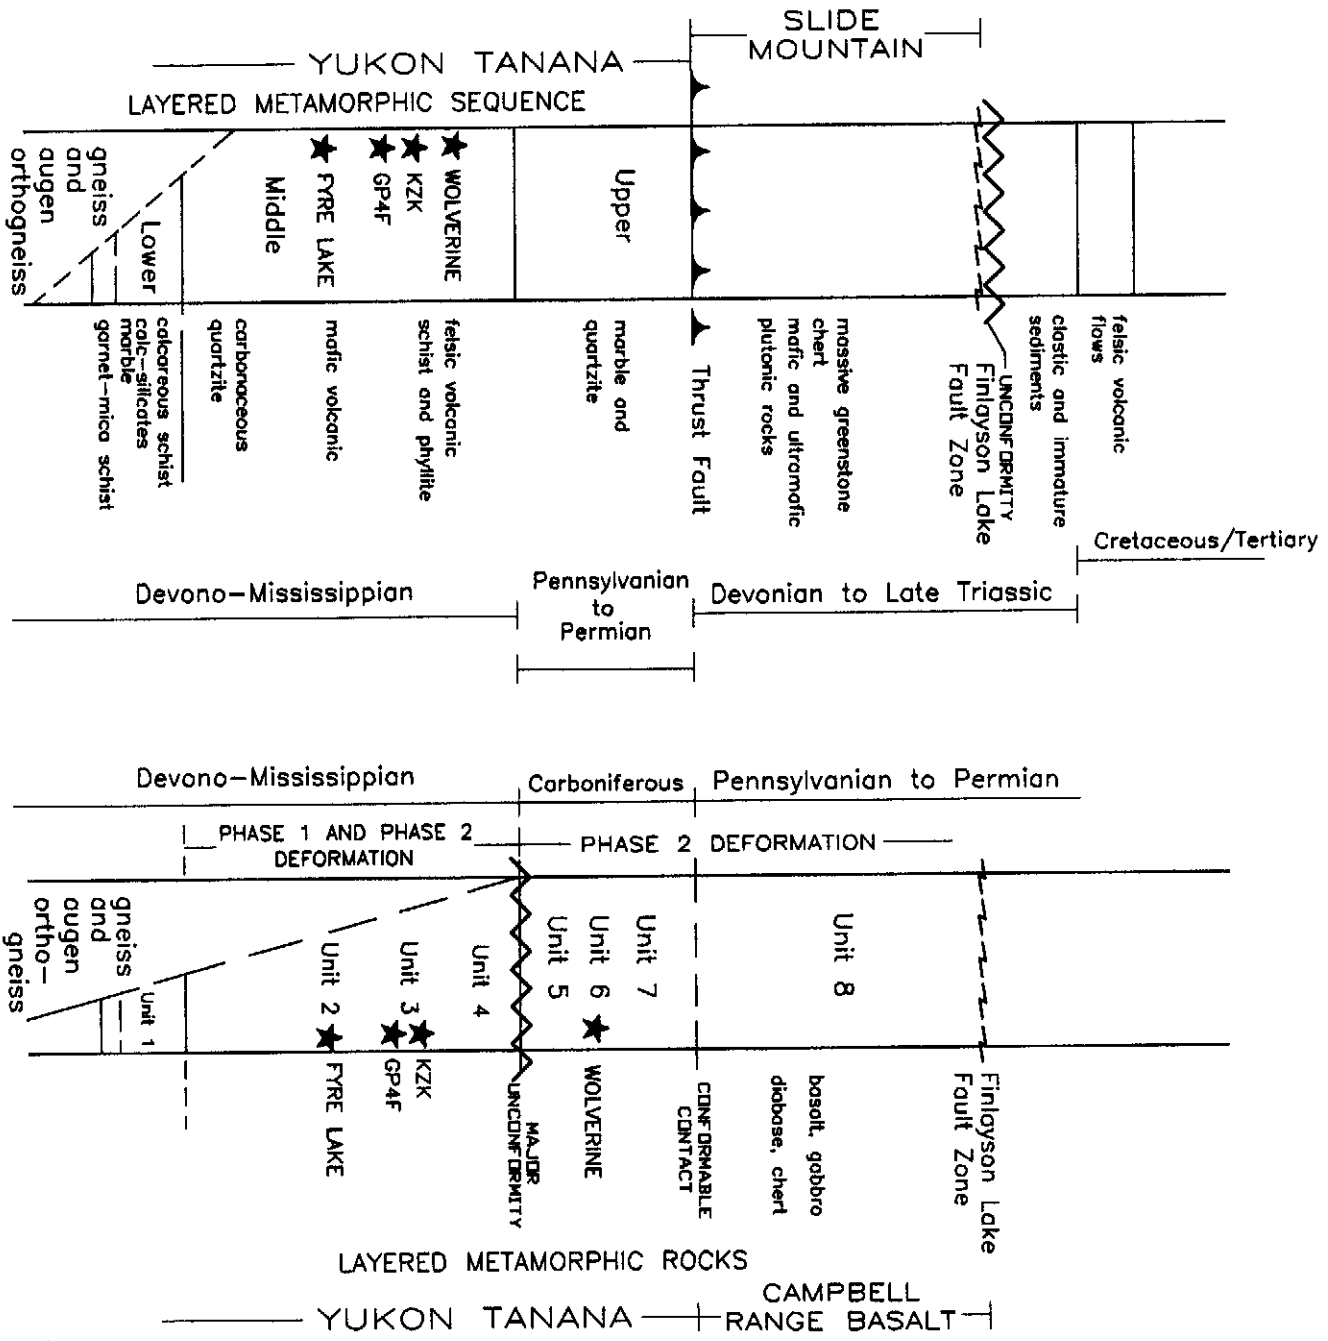 SLIDE
MOUNTAIN
YUKON TANANA
LAYERED METAMORPHIC SEQUENCE
gneiss
and
augen
orthogneiss
Lower
Middle
FYRE LAKE
GP4F
KZK
WOLVERINE
Upper
garnet-mica schist
marble
calc-silicates
calcareous schist
carbonaceous
quartzite
mafic volcanic
felsic volcanic
schist and phyllite
marble and
quartzite
Thrust Fault
massive greenstone
chert
mafic and ultramafic
plutonic rocks
UNCONFORMITY
Finlayson Lake
Fault Zone
clastic and immature
sediments
felsic volcanic
flows
Cretaceous/Tertiary
Devono-Mississippian
Pennsylvanian
to
Permian
Devonian to Late Triassic
Devono-Mississippian
Carboniferous
Pennsylvanian to Permian
PHASE 1 AND PHASE 2
DEFORMATION
PHASE 2 DEFORMATION
gneiss
and
augen
ortho-
gneiss
Unit 1
Unit 2
Unit 3
Unit 4
Unit 5
Unit 6
Unit 7
Unit 8
FYRE LAKE
GP4F
KZK
MAJOR
UNCONFORMITY
WOLVERINE
CONFORMABLE
CONTACT
basalt, gabbro
diabase, chert
Finlayson Lake
Fault Zone
LAYERED METAMORPHIC ROCKS
YUKON TANANA
CAMPBELL
RANGE BASALT